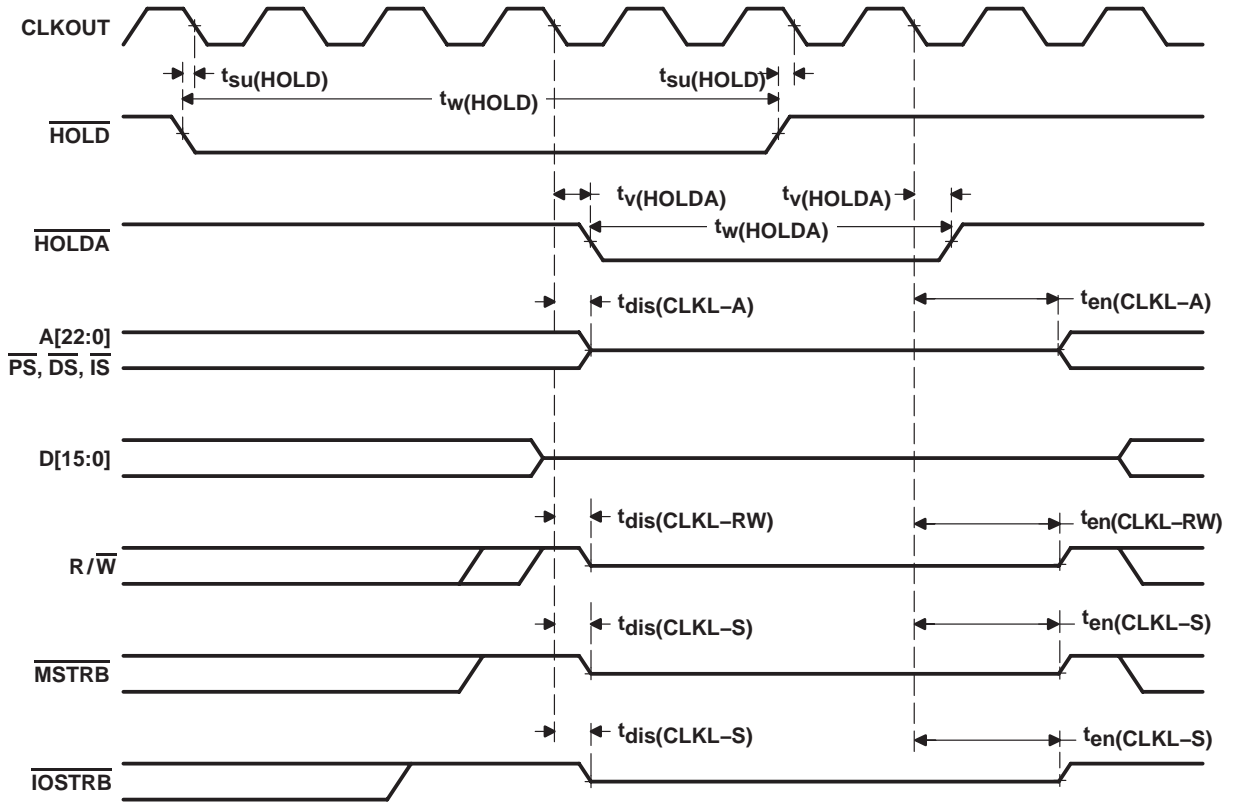 CLKOUT
tsu(HOLD)
tsu(HOLD)
tw(HOLD)
HOLD
tv(HOLDA)
tv(HOLDA)
tw(HOLDA)
HOLDA
tdis(CLKL–A)
ten(CLKL–A)
A[22:0]
PS, DS, IS
D[15:0]
tdis(CLKL–RW)
ten(CLKL–RW)
R/W
tdis(CLKL–S)
ten(CLKL–S)
MSTRB
tdis(CLKL–S)
ten(CLKL–S)
IOSTRB